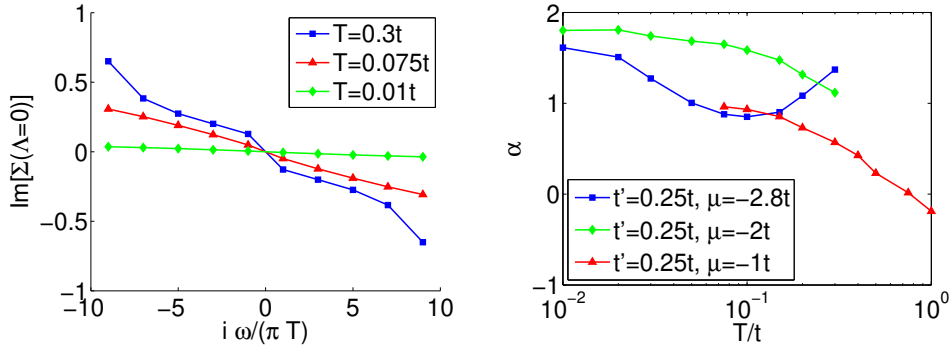 Im[Σ(Λ=0)]
1
0.5
0
−0.5
−1
−10
−5
0
5
10
i ω/(π T)
T=0.3t
T=0.075t
T=0.01t
α
2
1
0
−1
10⁻²
10⁻¹
10⁰
T/t
t'=0.25t, μ=−2.8t
t'=0.25t, μ=−2t
t'=0.25t, μ=−1t